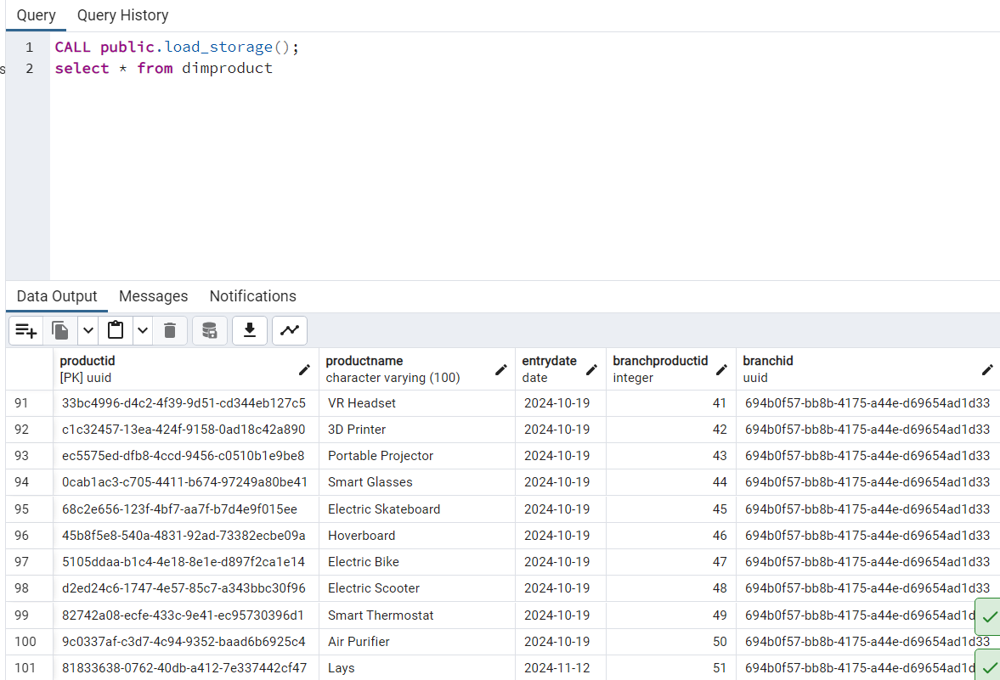 Query Query History
1 CALL public.load_storage();
s 2 select * from dimproduct
Data Output Messages Notifications
productid productname entrydate branchproductid branchid
[PK] uuid character varying (100) date integer uuid
91 33bc4996-d4c2-4f39-9d51-cd344eb127c5 VR Headset 2024-10-19 41 694b0f57-bb8b-4175-a44e-d69654ad1d33
92 c1c32457-13ea-424f-9158-0ad18c42a890 3D Printer 2024-10-19 42 694b0f57-bb8b-4175-a44e-d69654ad1d33
93 ec5575ed-dfb8-4ccd-9456-c0510b1e9be8 Portable Projector 2024-10-19 43 694b0f57-bb8b-4175-a44e-d69654ad1d33
94 0cab1ac3-c705-4411-b674-97249a80be41 Smart Glasses 2024-10-19 44 694b0f57-bb8b-4175-a44e-d69654ad1d33
95 68c2e656-123f-4bf7-aa7f-b7d4e9f015ee Electric Skateboard 2024-10-19 45 694b0f57-bb8b-4175-a44e-d69654ad1d33
96 45b8f5e8-540a-4831-92ad-73382ecbe09a Hoverboard 2024-10-19 46 694b0f57-bb8b-4175-a44e-d69654ad1d33
97 5105ddaa-b1c4-4e18-8e1e-d897f2ca1e14 Electric Bike 2024-10-19 47 694b0f57-bb8b-4175-a44e-d69654ad1d33
98 d2ed24c6-1747-4e57-85c7-a343bbc30f96 Electric Scooter 2024-10-19 48 694b0f57-bb8b-4175-a44e-d69654ad1d33
99 82742a08-ecfe-433c-9e41-ec95730396d1 Smart Thermostat 2024-10-19 49 694b0f57-bb8b-4175-a44e-d69654ad1d
100 9c0337af-c3d7-4c94-9352-baad6b6925c4 Air Purifier 2024-10-19 50 694b0f57-bb8b-4175-a44e-d69654ad1d33
101 81833638-0762-40db-a412-7e337442cf47 Lays 2024-11-12 51 694b0f57-bb8b-4175-a44e-d69654ad1d